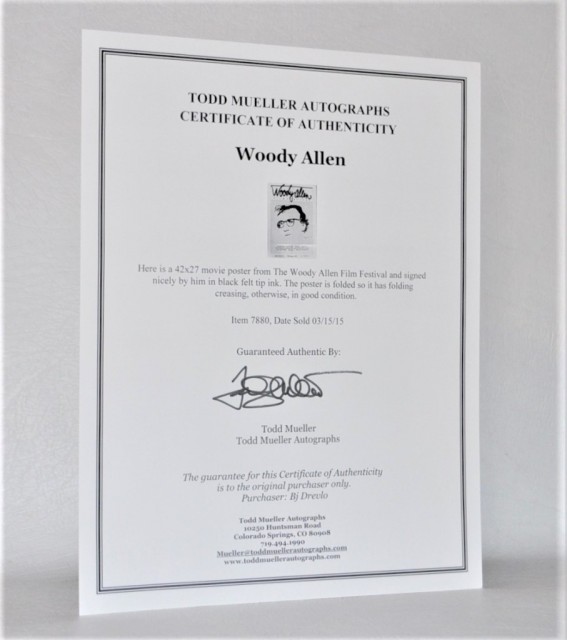 TODD MUELLER AUTOGRAPHS
CERTIFICATE OF AUTHENTICITY
Woody Allen
Woody Allen
Here is a 42x27 movie poster from The Woody Allen Film Festival and signed
nicely by him in black felt tip ink. The poster is folded so it has folding
creasing, otherwise, in good condition.
Item 7880, Date Sold 03/15/15
Guaranteed Authentic By:
Todd Mueller
Todd Mueller Autographs
The guarantee for this Certificate of Authenticity
is to the original purchaser only.
Purchaser: Bj Drevlo
Todd Mueller Autographs
10250 Huntsman Road
Colorado Springs, CO 80908
719.494.1990
Mueller@toddmuellerautographs.com
www.toddmuellerautographs.com